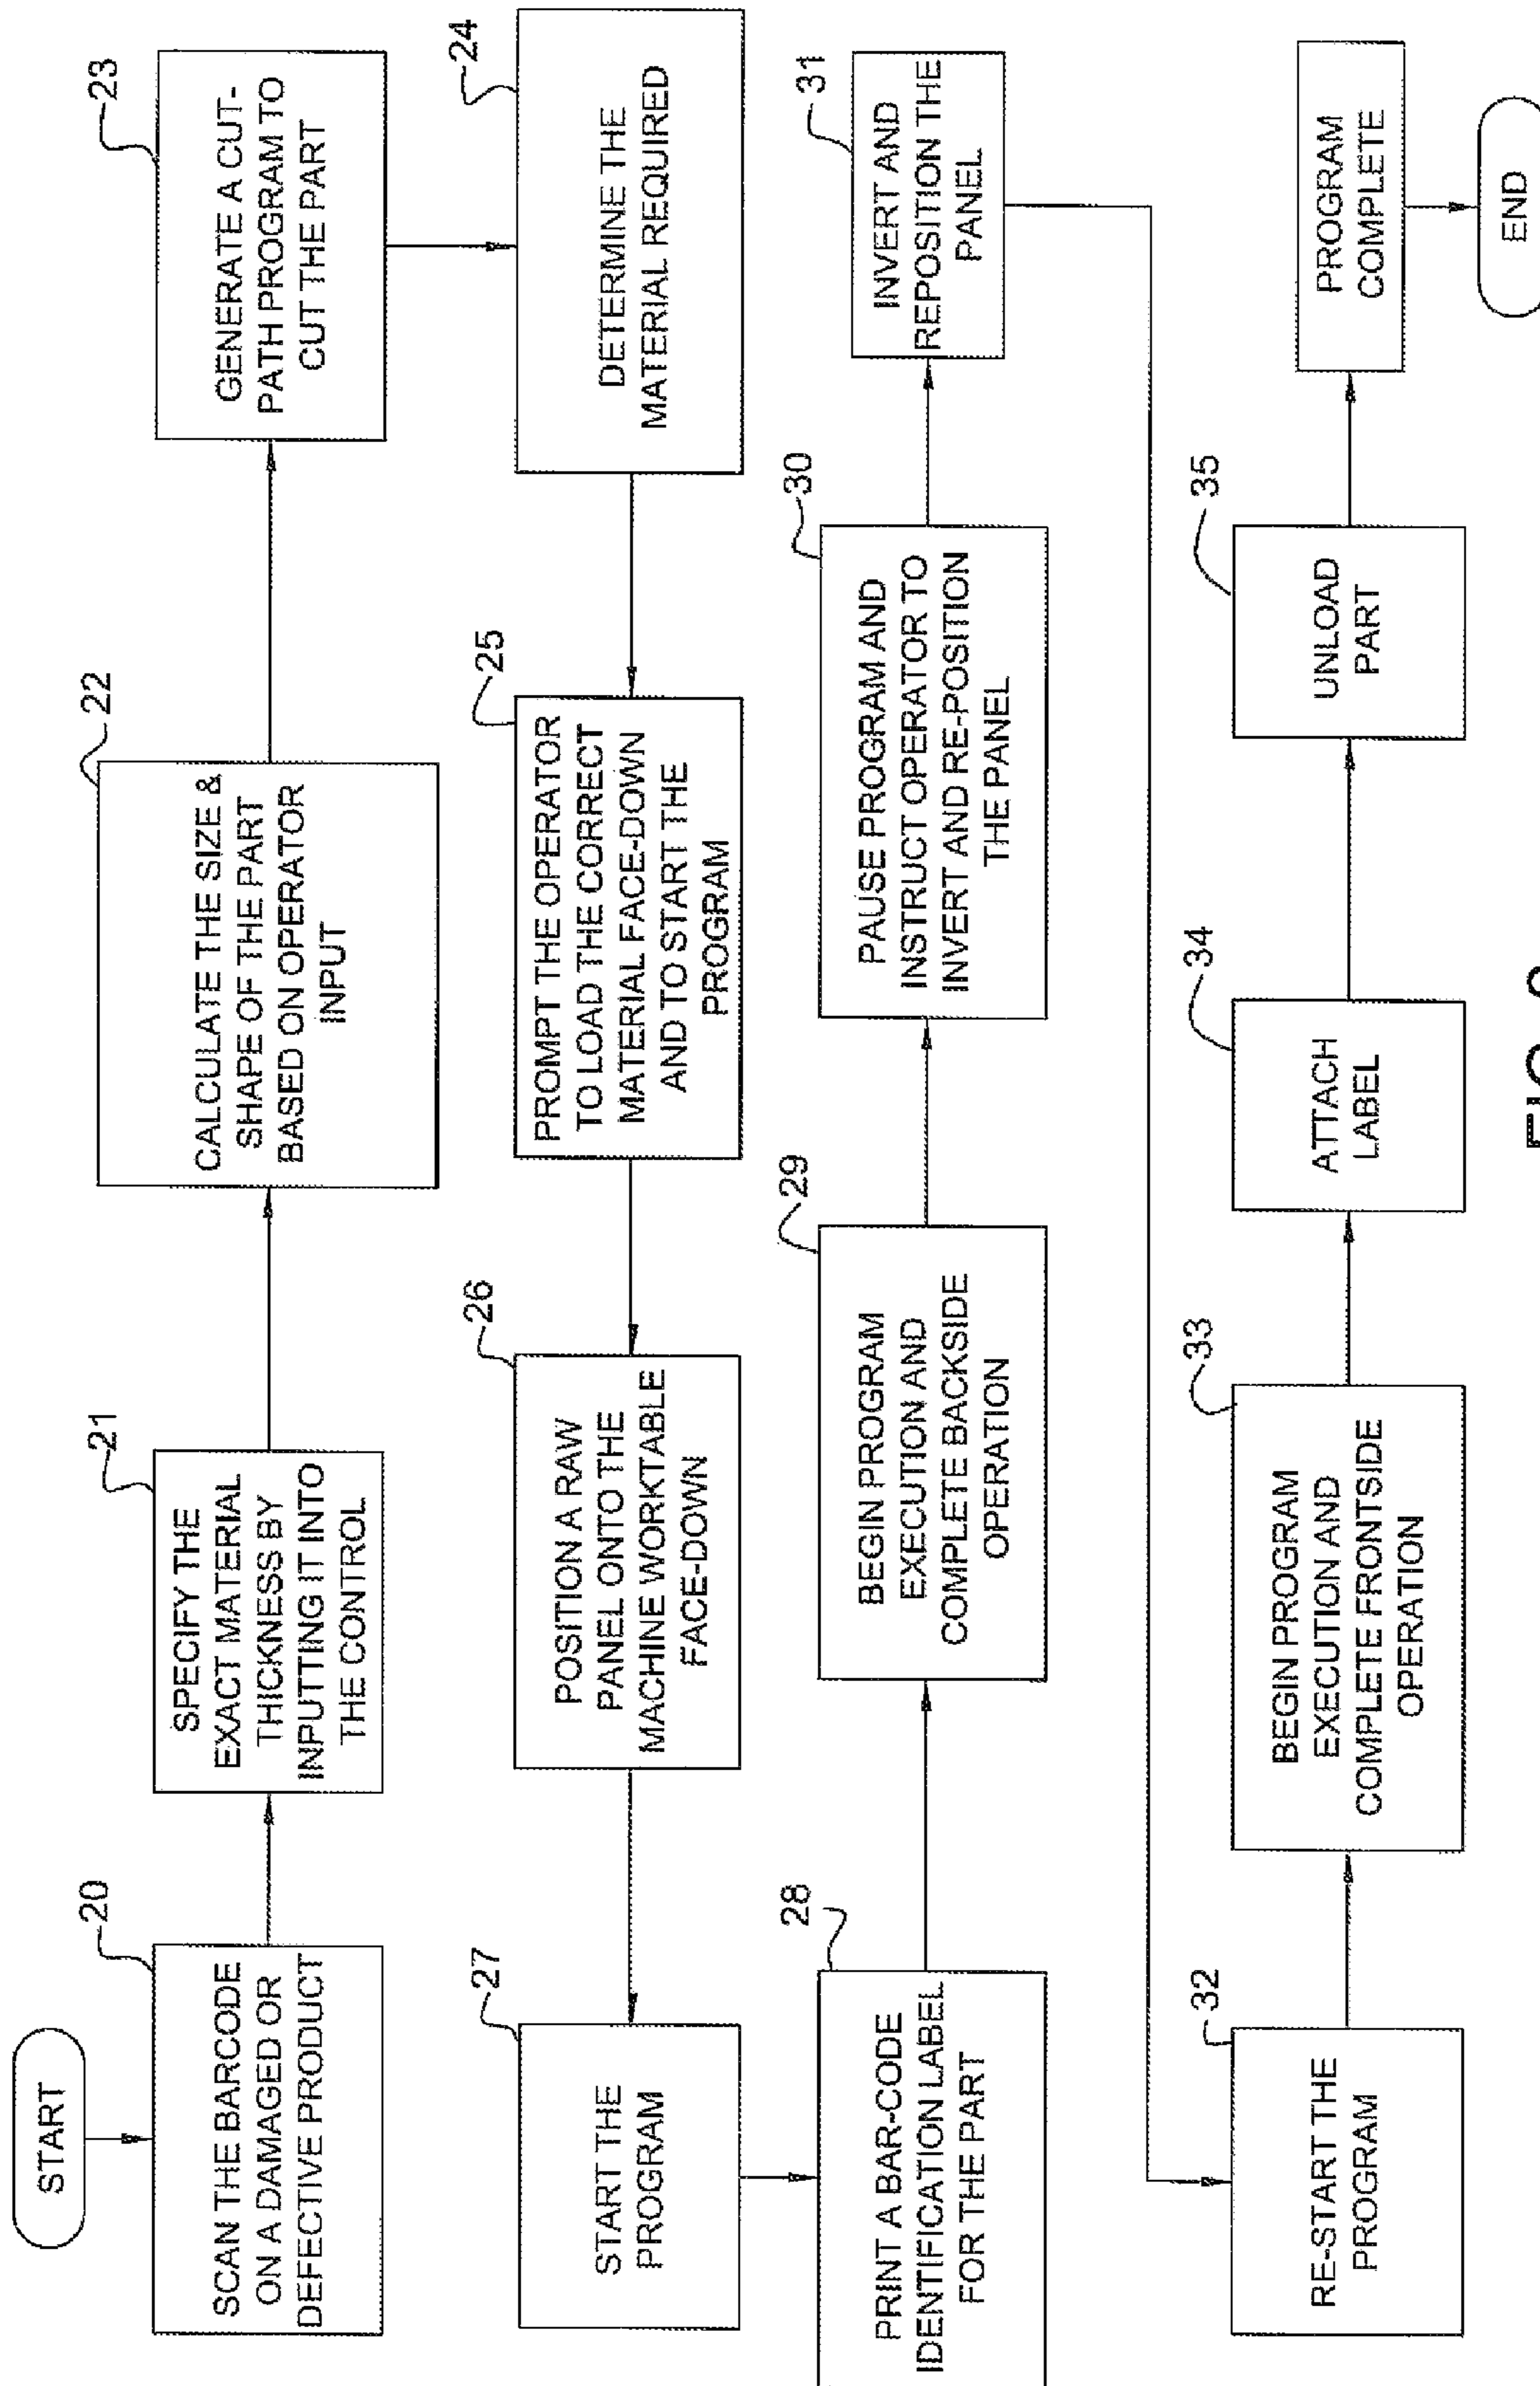 START
20
SCAN THE BARCODE
ON A DAMAGED OR
DEFECTIVE PRODUCT
21
SPECIFY THE
EXACT MATERIAL
THICKNESS BY
INPUTTING IT INTO
THE CONTROL
22
CALCULATE THE SIZE &
SHAPE OF THE PART
BASED ON OPERATOR
INPUT
23
GENERATE A CUT-
PATH PROGRAM TO
CUT THE PART
24
DETERMINE THE
MATERIAL REQUIRED
25
PROMPT THE OPERATOR
TO LOAD THE CORRECT
MATERIAL FACE-DOWN
AND TO START THE
PROGRAM
26
POSITION A RAW
PANEL ONTO THE
MACHINE WORKTABLE
FACE-DOWN
27
START THE
PROGRAM
28
PRINT A BAR-CODE
IDENTIFICATION LABEL
FOR THE PART
29
BEGIN PROGRAM
EXECUTION AND
COMPLETE BACKSIDE
OPERATION
30
PAUSE PROGRAM AND
INSTRUCT OPERATOR TO
INVERT AND RE-POSITION
THE PANEL
31
INVERT AND
REPOSITION THE
PANEL
32
RE-START THE
PROGRAM
33
BEGIN PROGRAM
EXECUTION AND
COMPLETE FRONTSIDE
OPERATION
34
ATTACH
LABEL
35
UNLOAD
PART
PROGRAM
COMPLETE
END